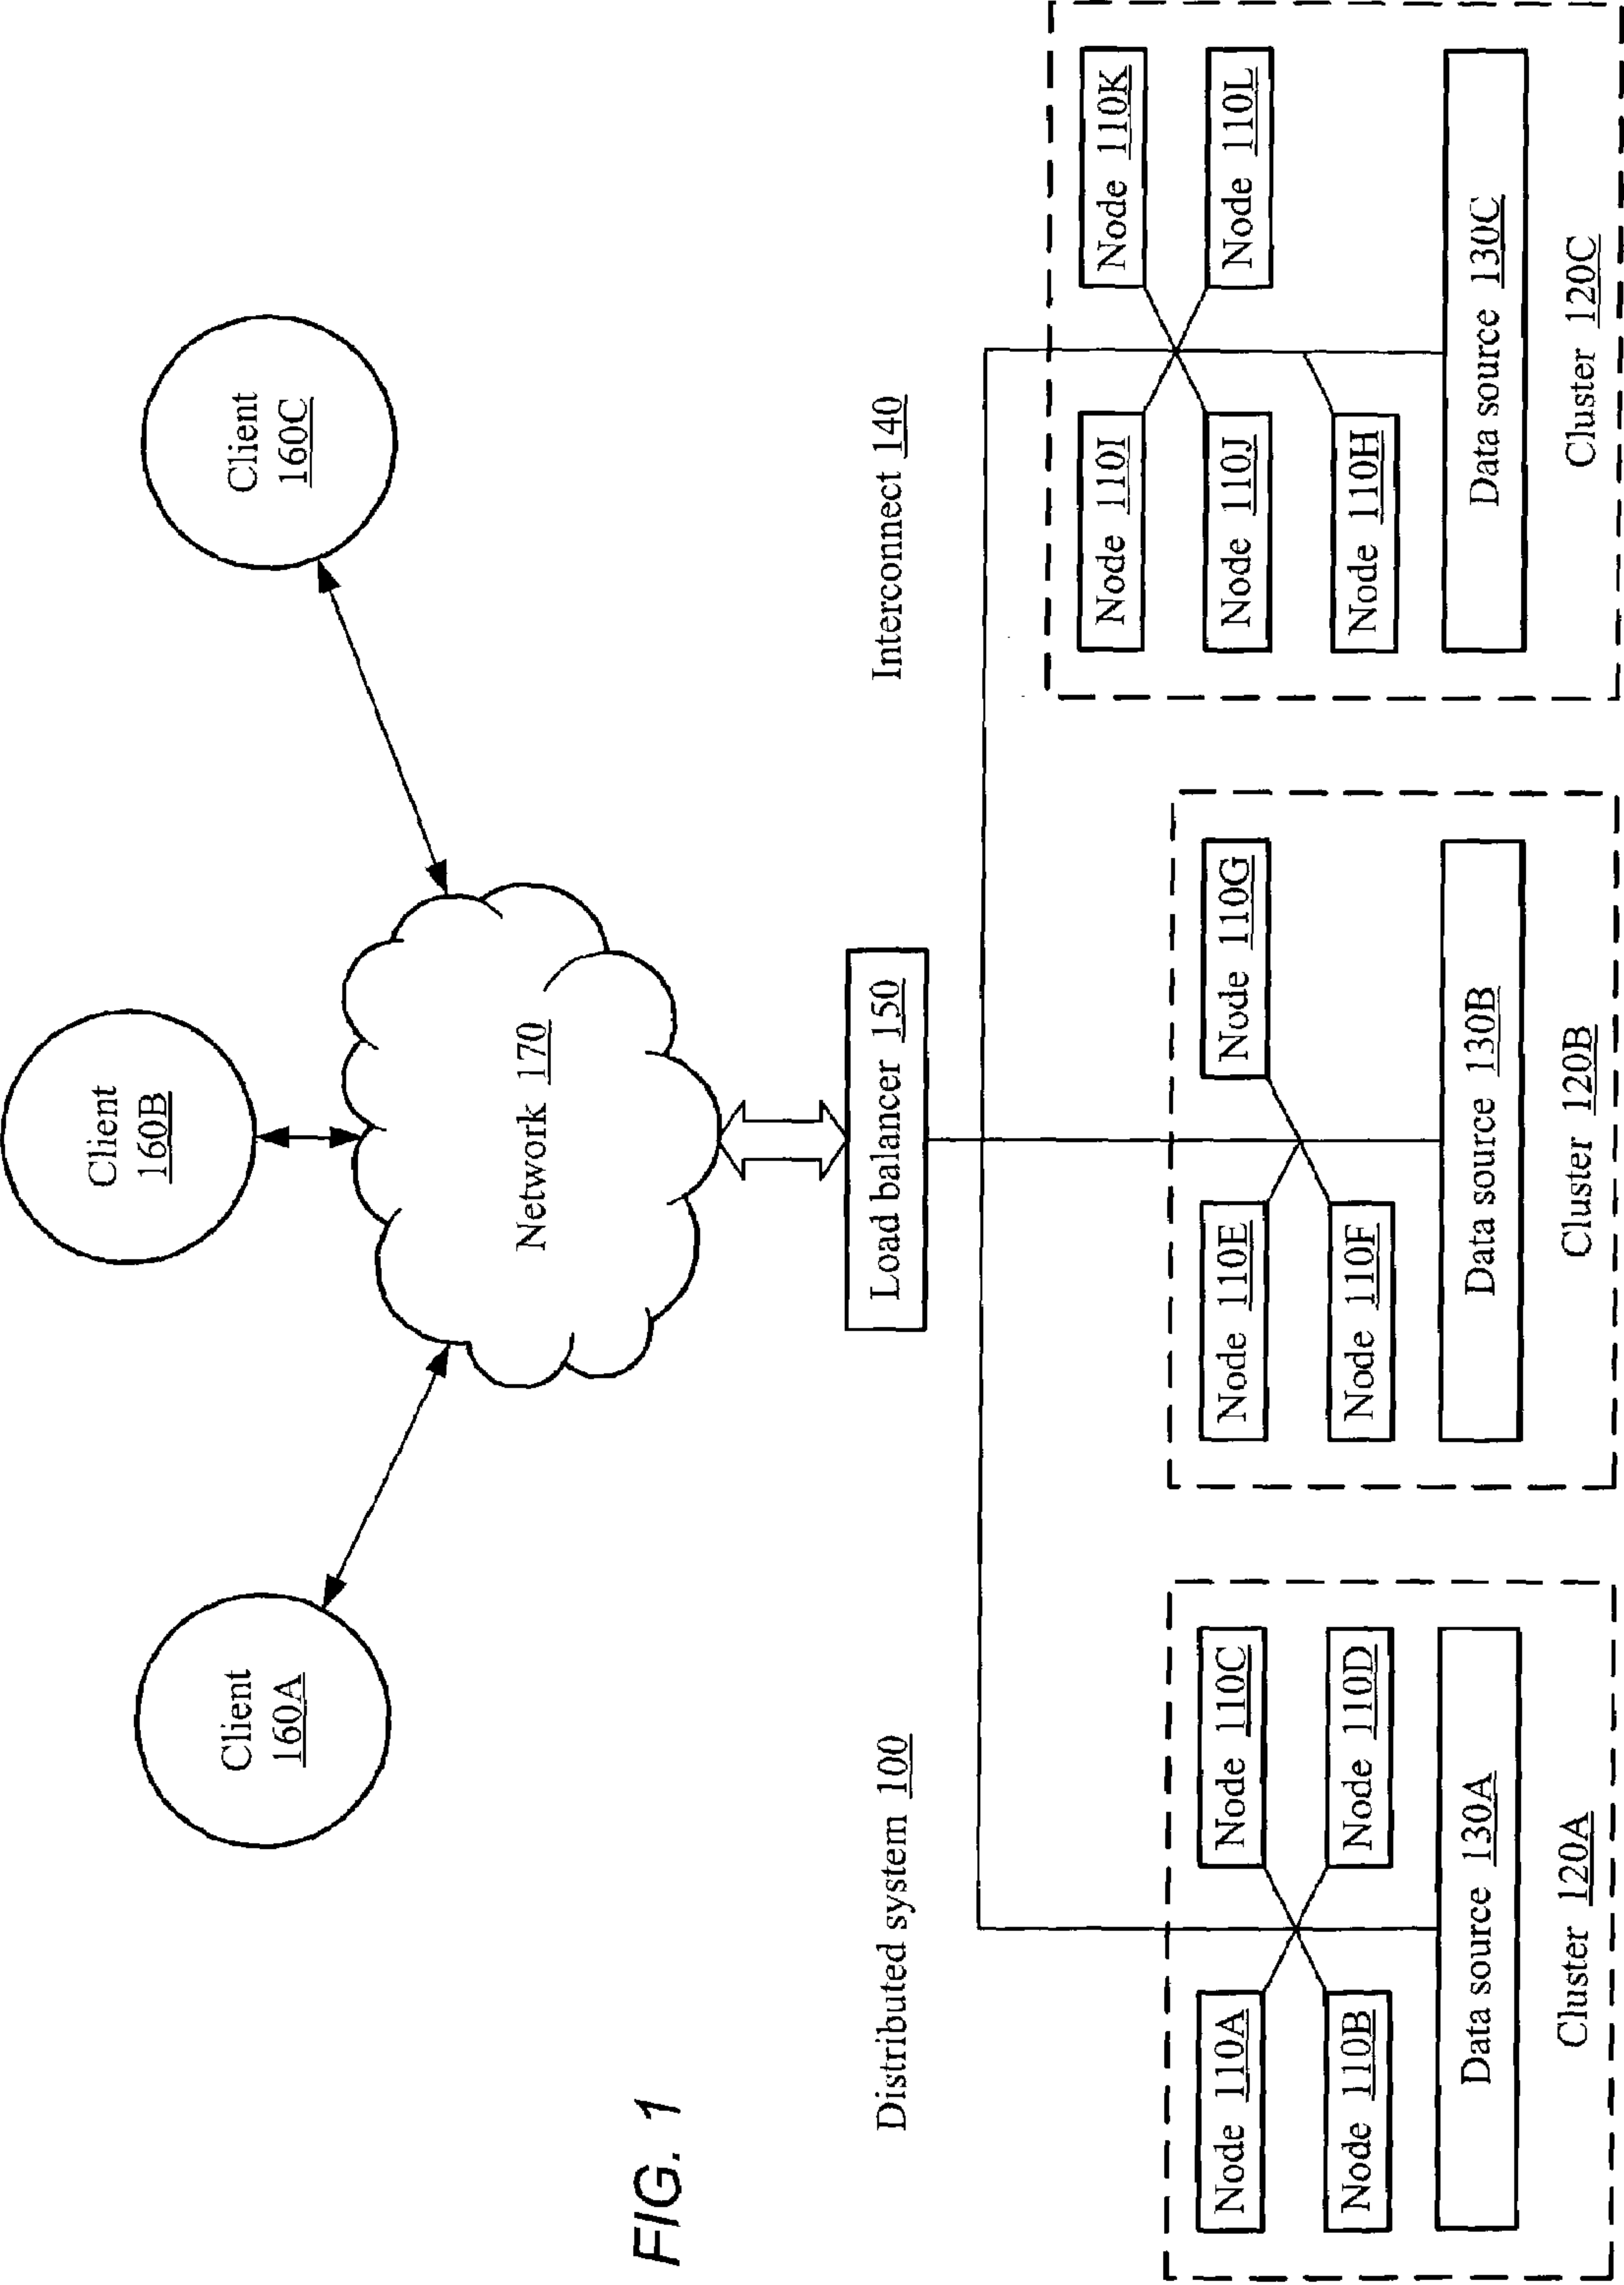 Client
160B
Client
160A
Client
160C
Network 170
FIG. 1
Distributed system 100
Load balancer 150
Interconnect 140
Node 110A
Node 110C
Node 110B
Node 110D
Data source 130A
Cluster 120A
Node 110E
Node 110G
Node 110F
Data source 130B
Cluster 120B
Node 110I
Node 110K
Node 110J
Node 110L
Node 110H
Data source 130C
Cluster 120C